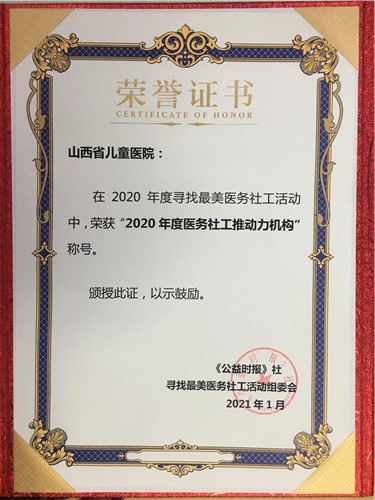 荣誉证书
CERTIFICATE OF HONOR
山西省儿童医院：
在 2020 年度寻找最美医务社工活动
中，荣获“2020 年度医务社工推动力机构”
称号。
颁授此证，以示鼓励。
《公益时报》社
寻找最美医务社工活动组委会
2021 年 1 月